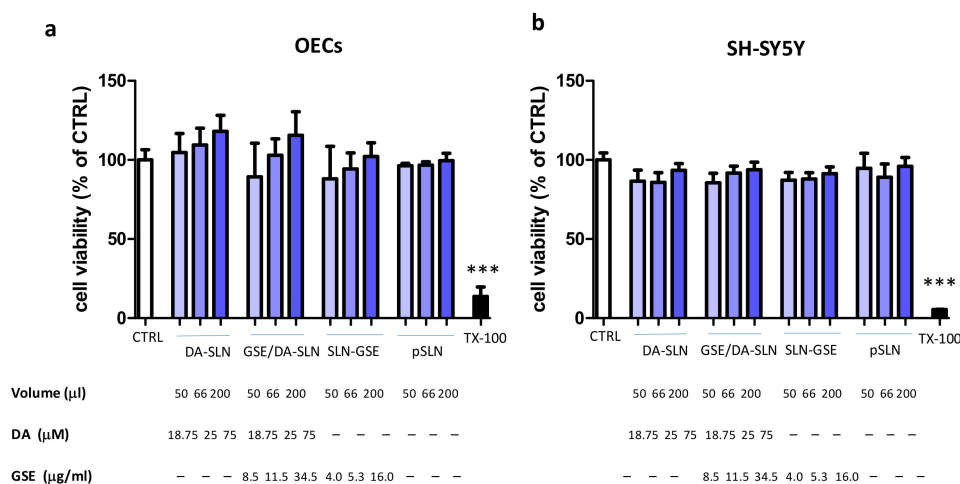 a
OECs
cell viability (% of CTRL)
150
100
50
0
***
CTRL
DA-SLN
GSE/DA-SLN
SLN-GSE
pSLN
TX-100
b
SH-SY5Y
cell viability (% of CTRL)
150
100
50
0
***
CTRL
DA-SLN
GSE/DA-SLN
SLN-GSE
pSLN
TX-100
Volume (µl) 50 66 200 50 66 200 50 66 200 50 66 200 50 66 200 50 66 200 50 66 200 50 66 200
DA (µM) 18.75 25 75 18.75 25 75 – – – – – – 18.75 25 75 18.75 25 75 – – – – – –
GSE (µg/ml) – – – 8.5 11.5 34.5 4.0 5.3 16.0 – – – – – – 8.5 11.5 34.5 4.0 5.3 16.0 – – –